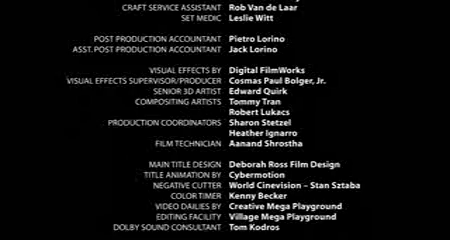 CRAFT SERVICE ASSISTANT Rob Van de Laar
SET MEDIC Leslie Witt
POST PRODUCTION ACCOUNTANT Pietro Lorino
ASST. POST PRODUCTION ACCOUNTANT Jack Lorino
VISUAL EFFECTS BY Digital FilmWorks
VISUAL EFFECTS SUPERVISOR/PRODUCER Cosmas Paul Bolger, Jr.
SENIOR 3D ARTIST Edward Quirk
COMPOSITING ARTISTS Tommy Tran
Robert Lukacs
PRODUCTION COORDINATORS Sharon Stetzel
Heather Ignarro
FILM TECHNICIAN Aanand Shrostha
MAIN TITLE DESIGN Deborah Ross Film Design
TITLE ANIMATION BY Cybermotion
NEGATIVE CUTTER World Cinevision – Stan Sztaba
COLOR TIMER Kenny Becker
VIDEO DAILIES BY Creative Mega Playground
EDITING FACILITY Village Mega Playground
DOLBY SOUND CONSULTANT Tom Kodros